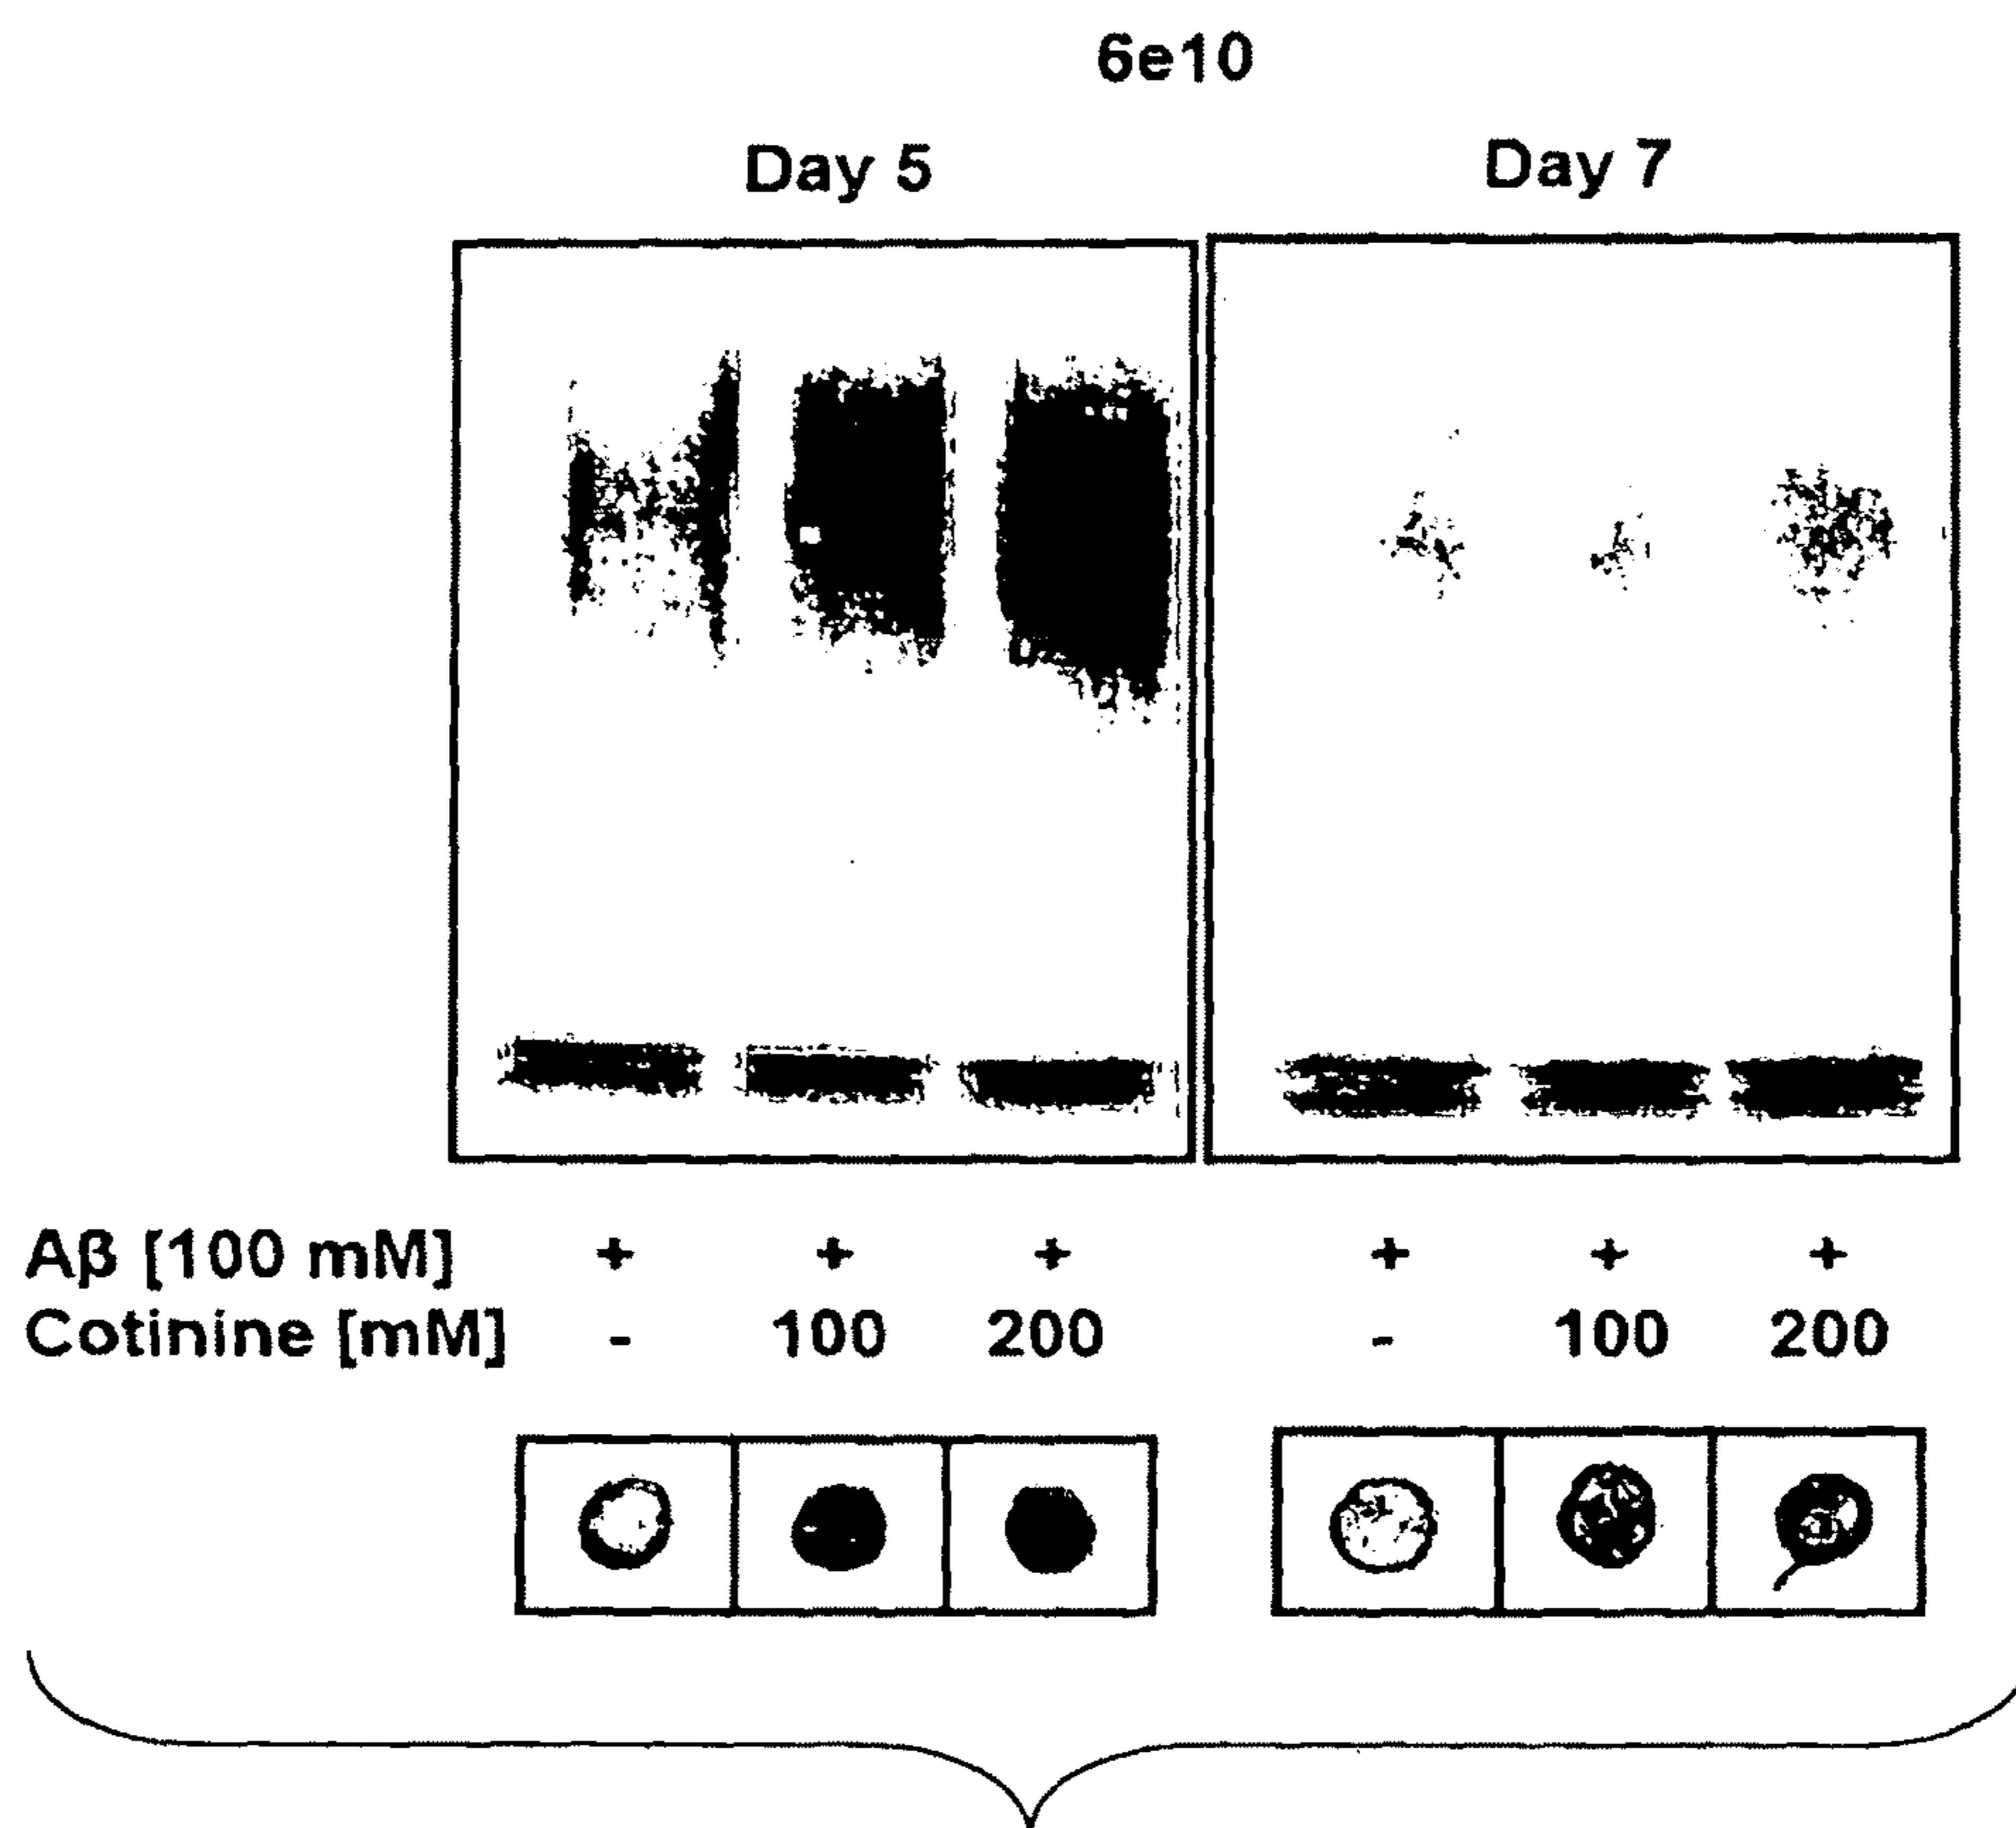 6e10
Day 5 Day 7
Aβ [100 mM] + + + + + +
Cotinine [mM] - 100 200 - 100 200